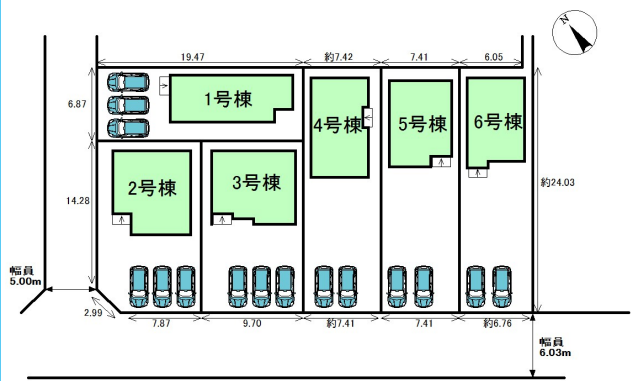 N
19.47
約7.42
7.41
6.05
6.87
1号棟
4号棟
5号棟
6号棟
14.28
2号棟
3号棟
約24.03
幅員
5.00m
2.99
7.87
9.70
約7.41
7.41
約6.76
幅員
6.03m